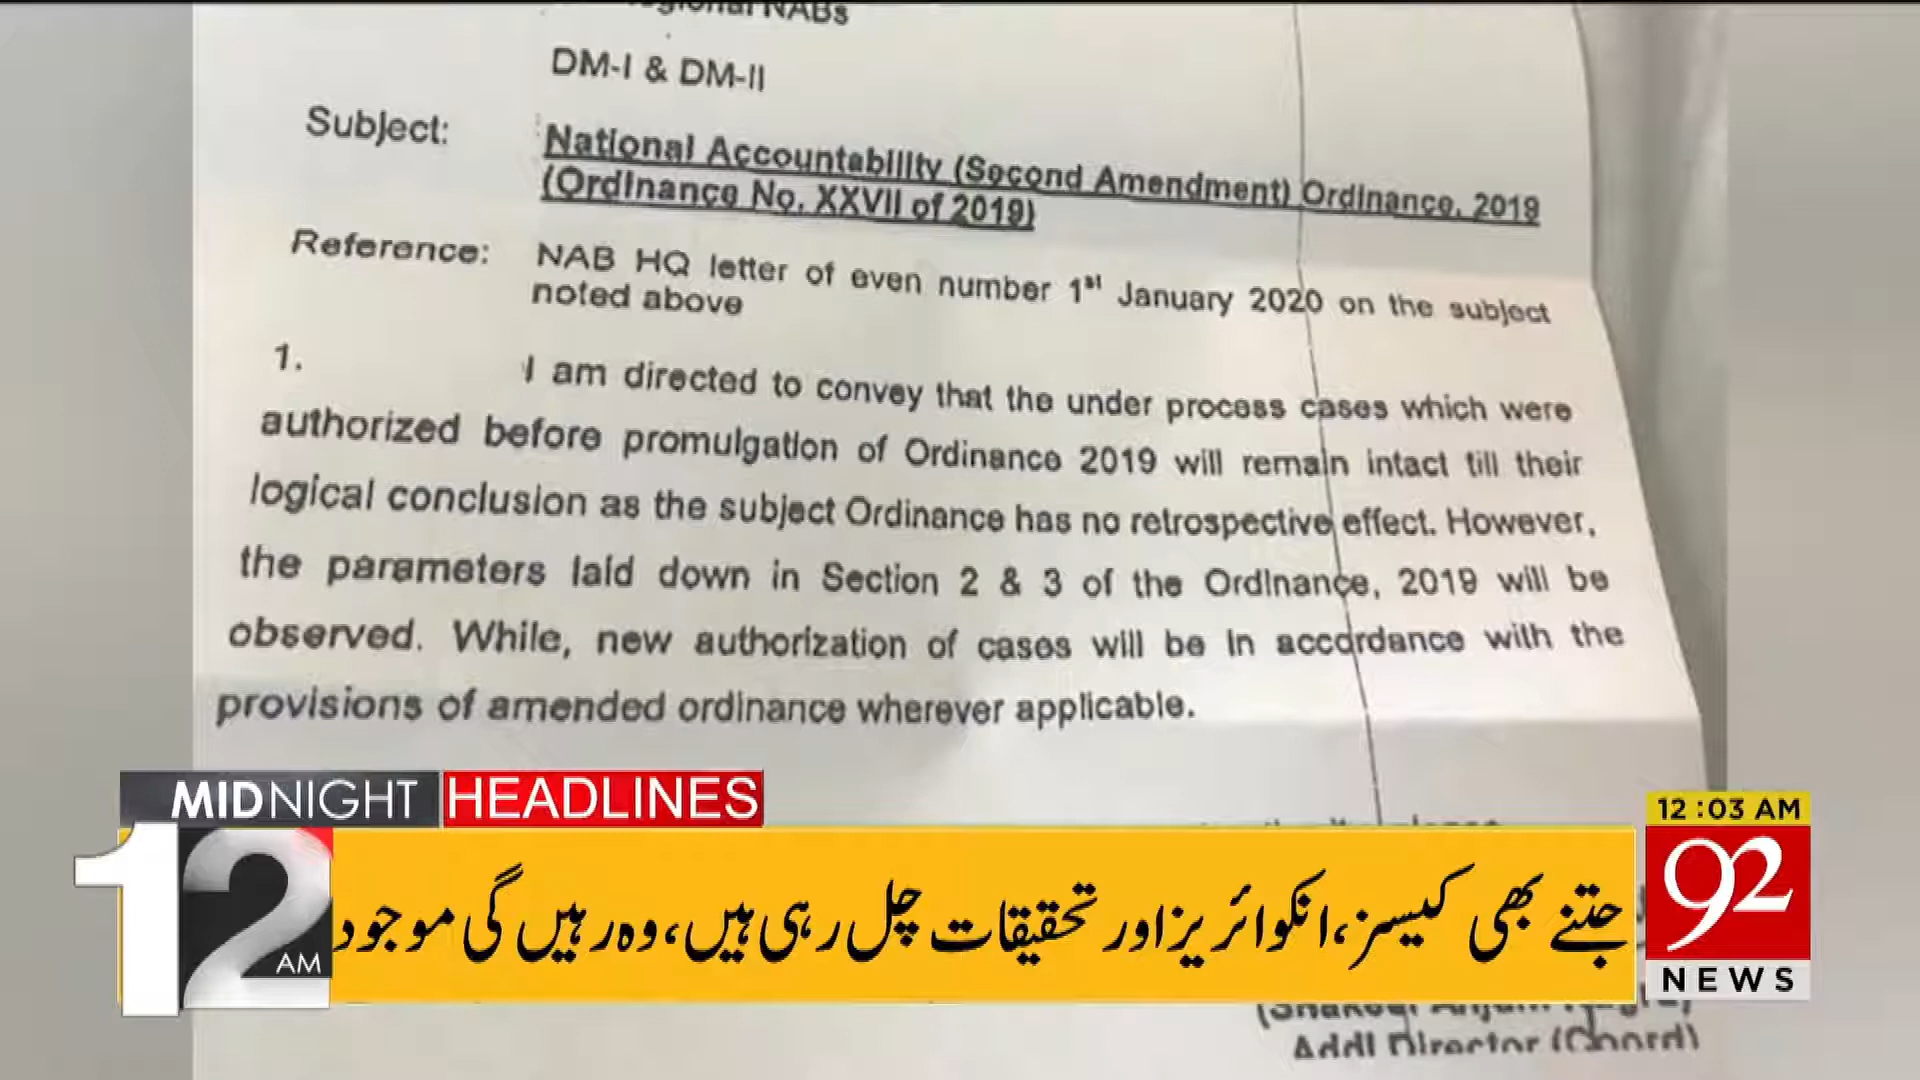 NABs
DM-I & DM-II
Subject: National Accountability (Second Amendment) Ordinance, 2019
(Ordinance No. XXVII of 2019)
Reference: NAB HQ letter of even number 1st January 2020 on the subject
noted above
1. I am directed to convey that the under process cases which were
authorized before promulgation of Ordinance 2019 will remain intact till their
logical conclusion as the subject Ordinance has no retrospective effect. However,
the parameters laid down in Section 2 & 3 of the Ordinance, 2019 will be
observed. While, new authorization of cases will be in accordance with the
provisions of amended ordinance wherever applicable.
MIDNIGHT HEADLINES
12 AM
جتنے بھی کیسز، انکوائریز اور تحقیقات چل رہی ہیں، وہ رہیں گی موجود
12:03 AM
92
NEWS
Addl Director (Coord)